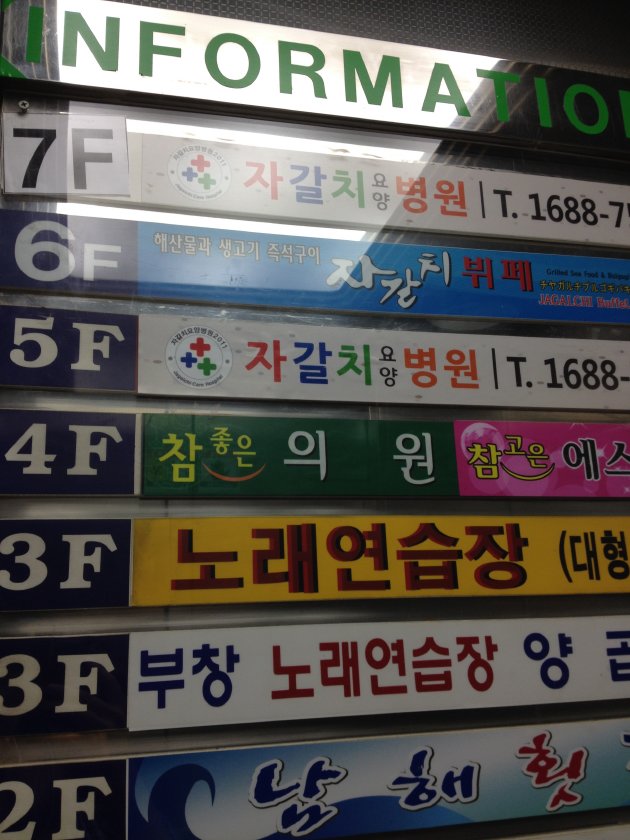 INFORMATIO
7F 자갈치요양병원 T. 1688-7
6F 해산물과 생고기 즉석구이 자갈치뷔페
JAGALCHI Buffet
5F 자갈치요양병원 T. 1688-
4F 참좋은 의원 참고은 에스
3F 노래연습장 (대형
3F 부창 노래연습장 양곱
2F 남해횟